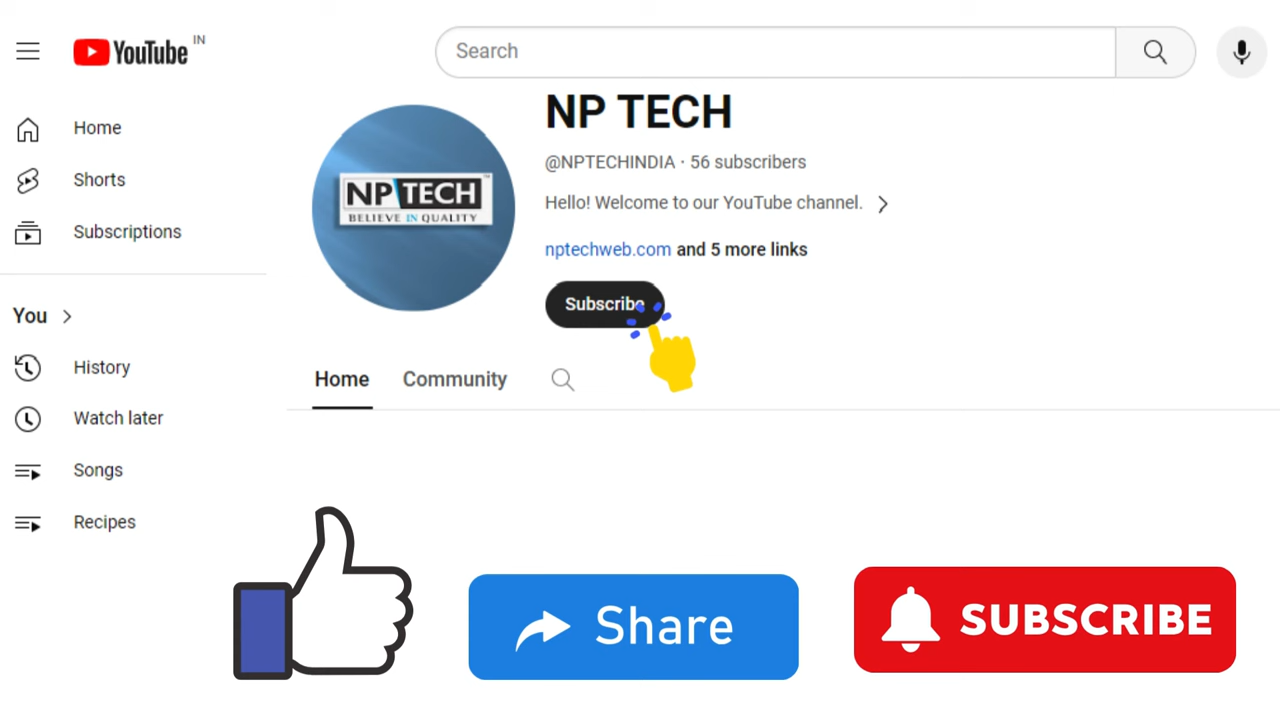 YouTube IN
Search
Home
Shorts
Subscriptions
You
History
Watch later
Songs
Recipes
NP TECH™
BELIEVE IN QUALITY
NP TECH
@NPTECHINDIA · 56 subscribers
Hello! Welcome to our YouTube channel.
nptechweb.com and 5 more links
Subscribe
Home Community
Share
SUBSCRIBE